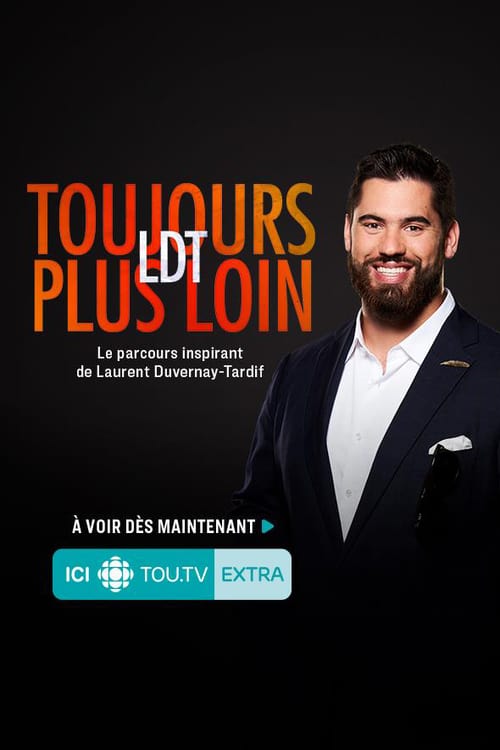 TOUJOURS
LDT
PLUS LOIN
Le parcours inspirant
de Laurent Duvernay-Tardif
À VOIR DÈS MAINTENANT
ICI TOU.TV EXTRA